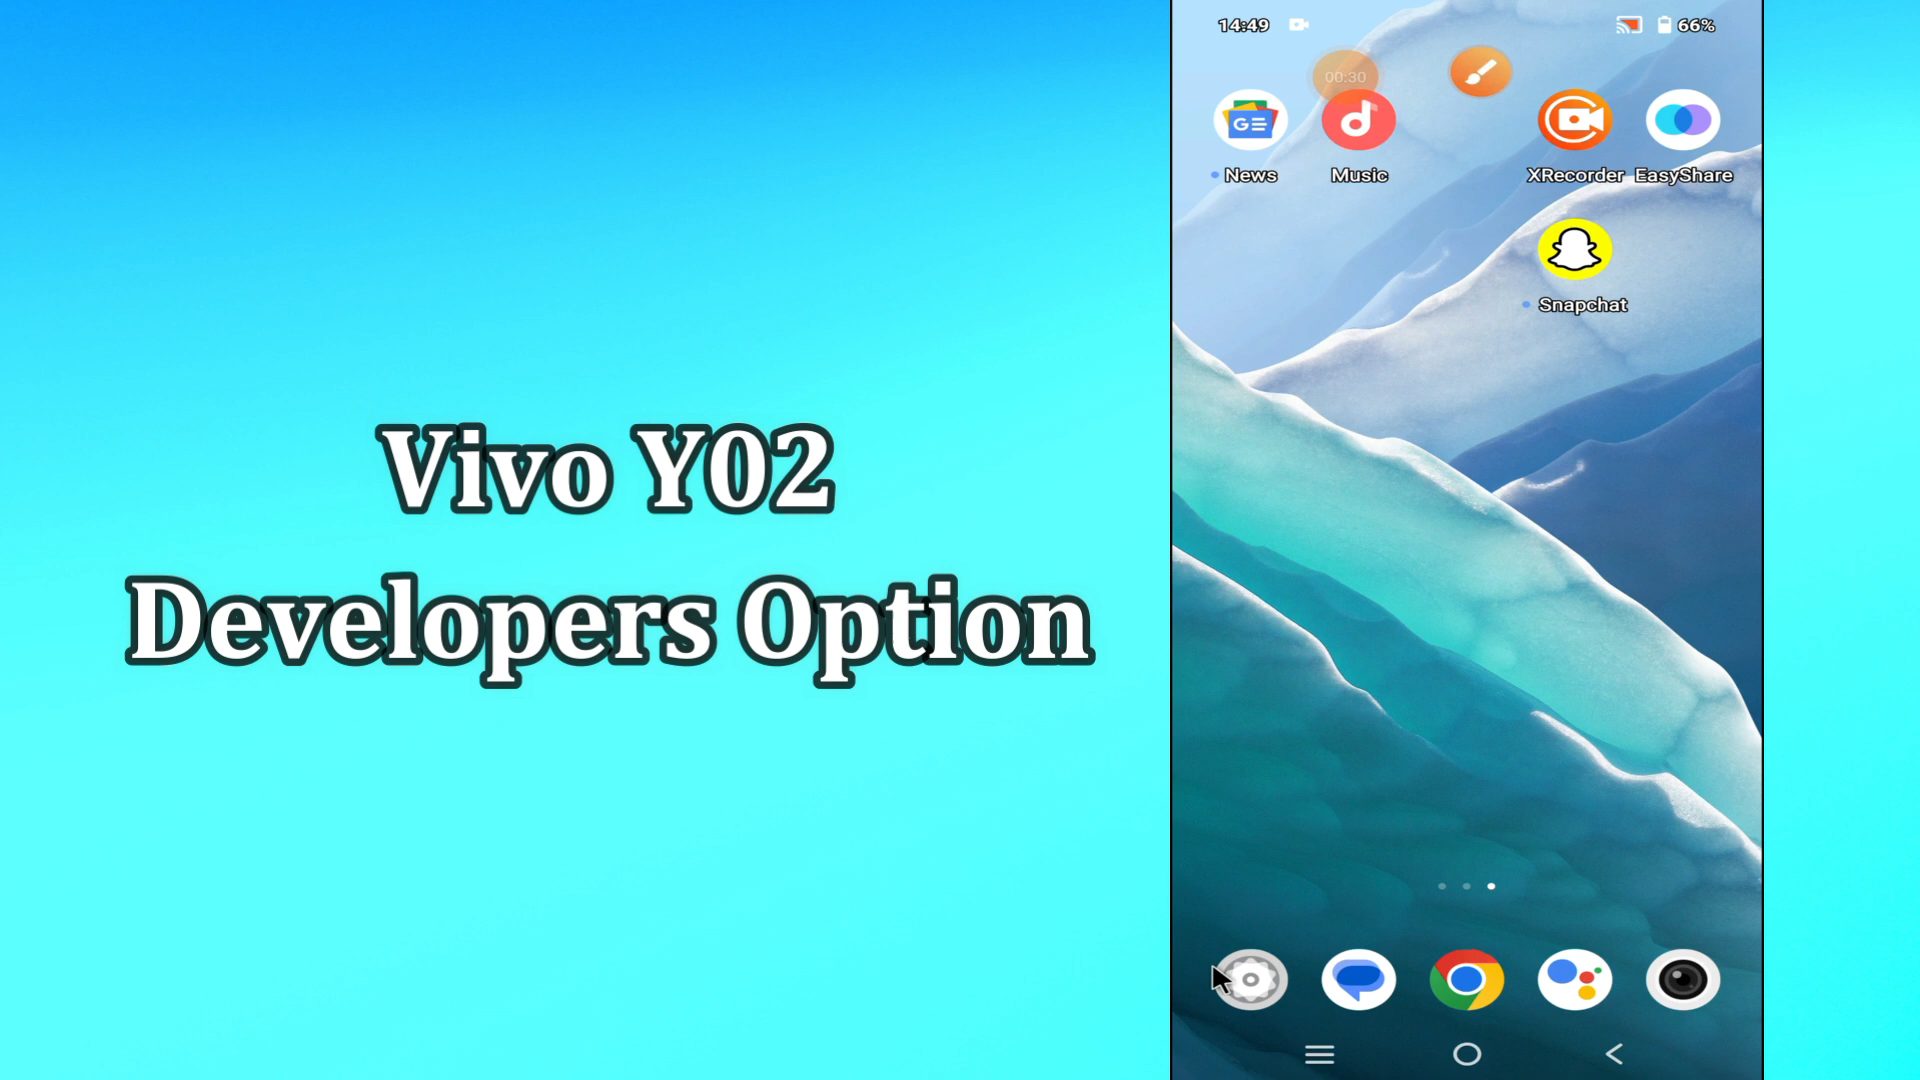 14:49
66%
00:30
News
Music
XRecorder
EasyShare
Snapchat
Vivo Y02
Developers Option